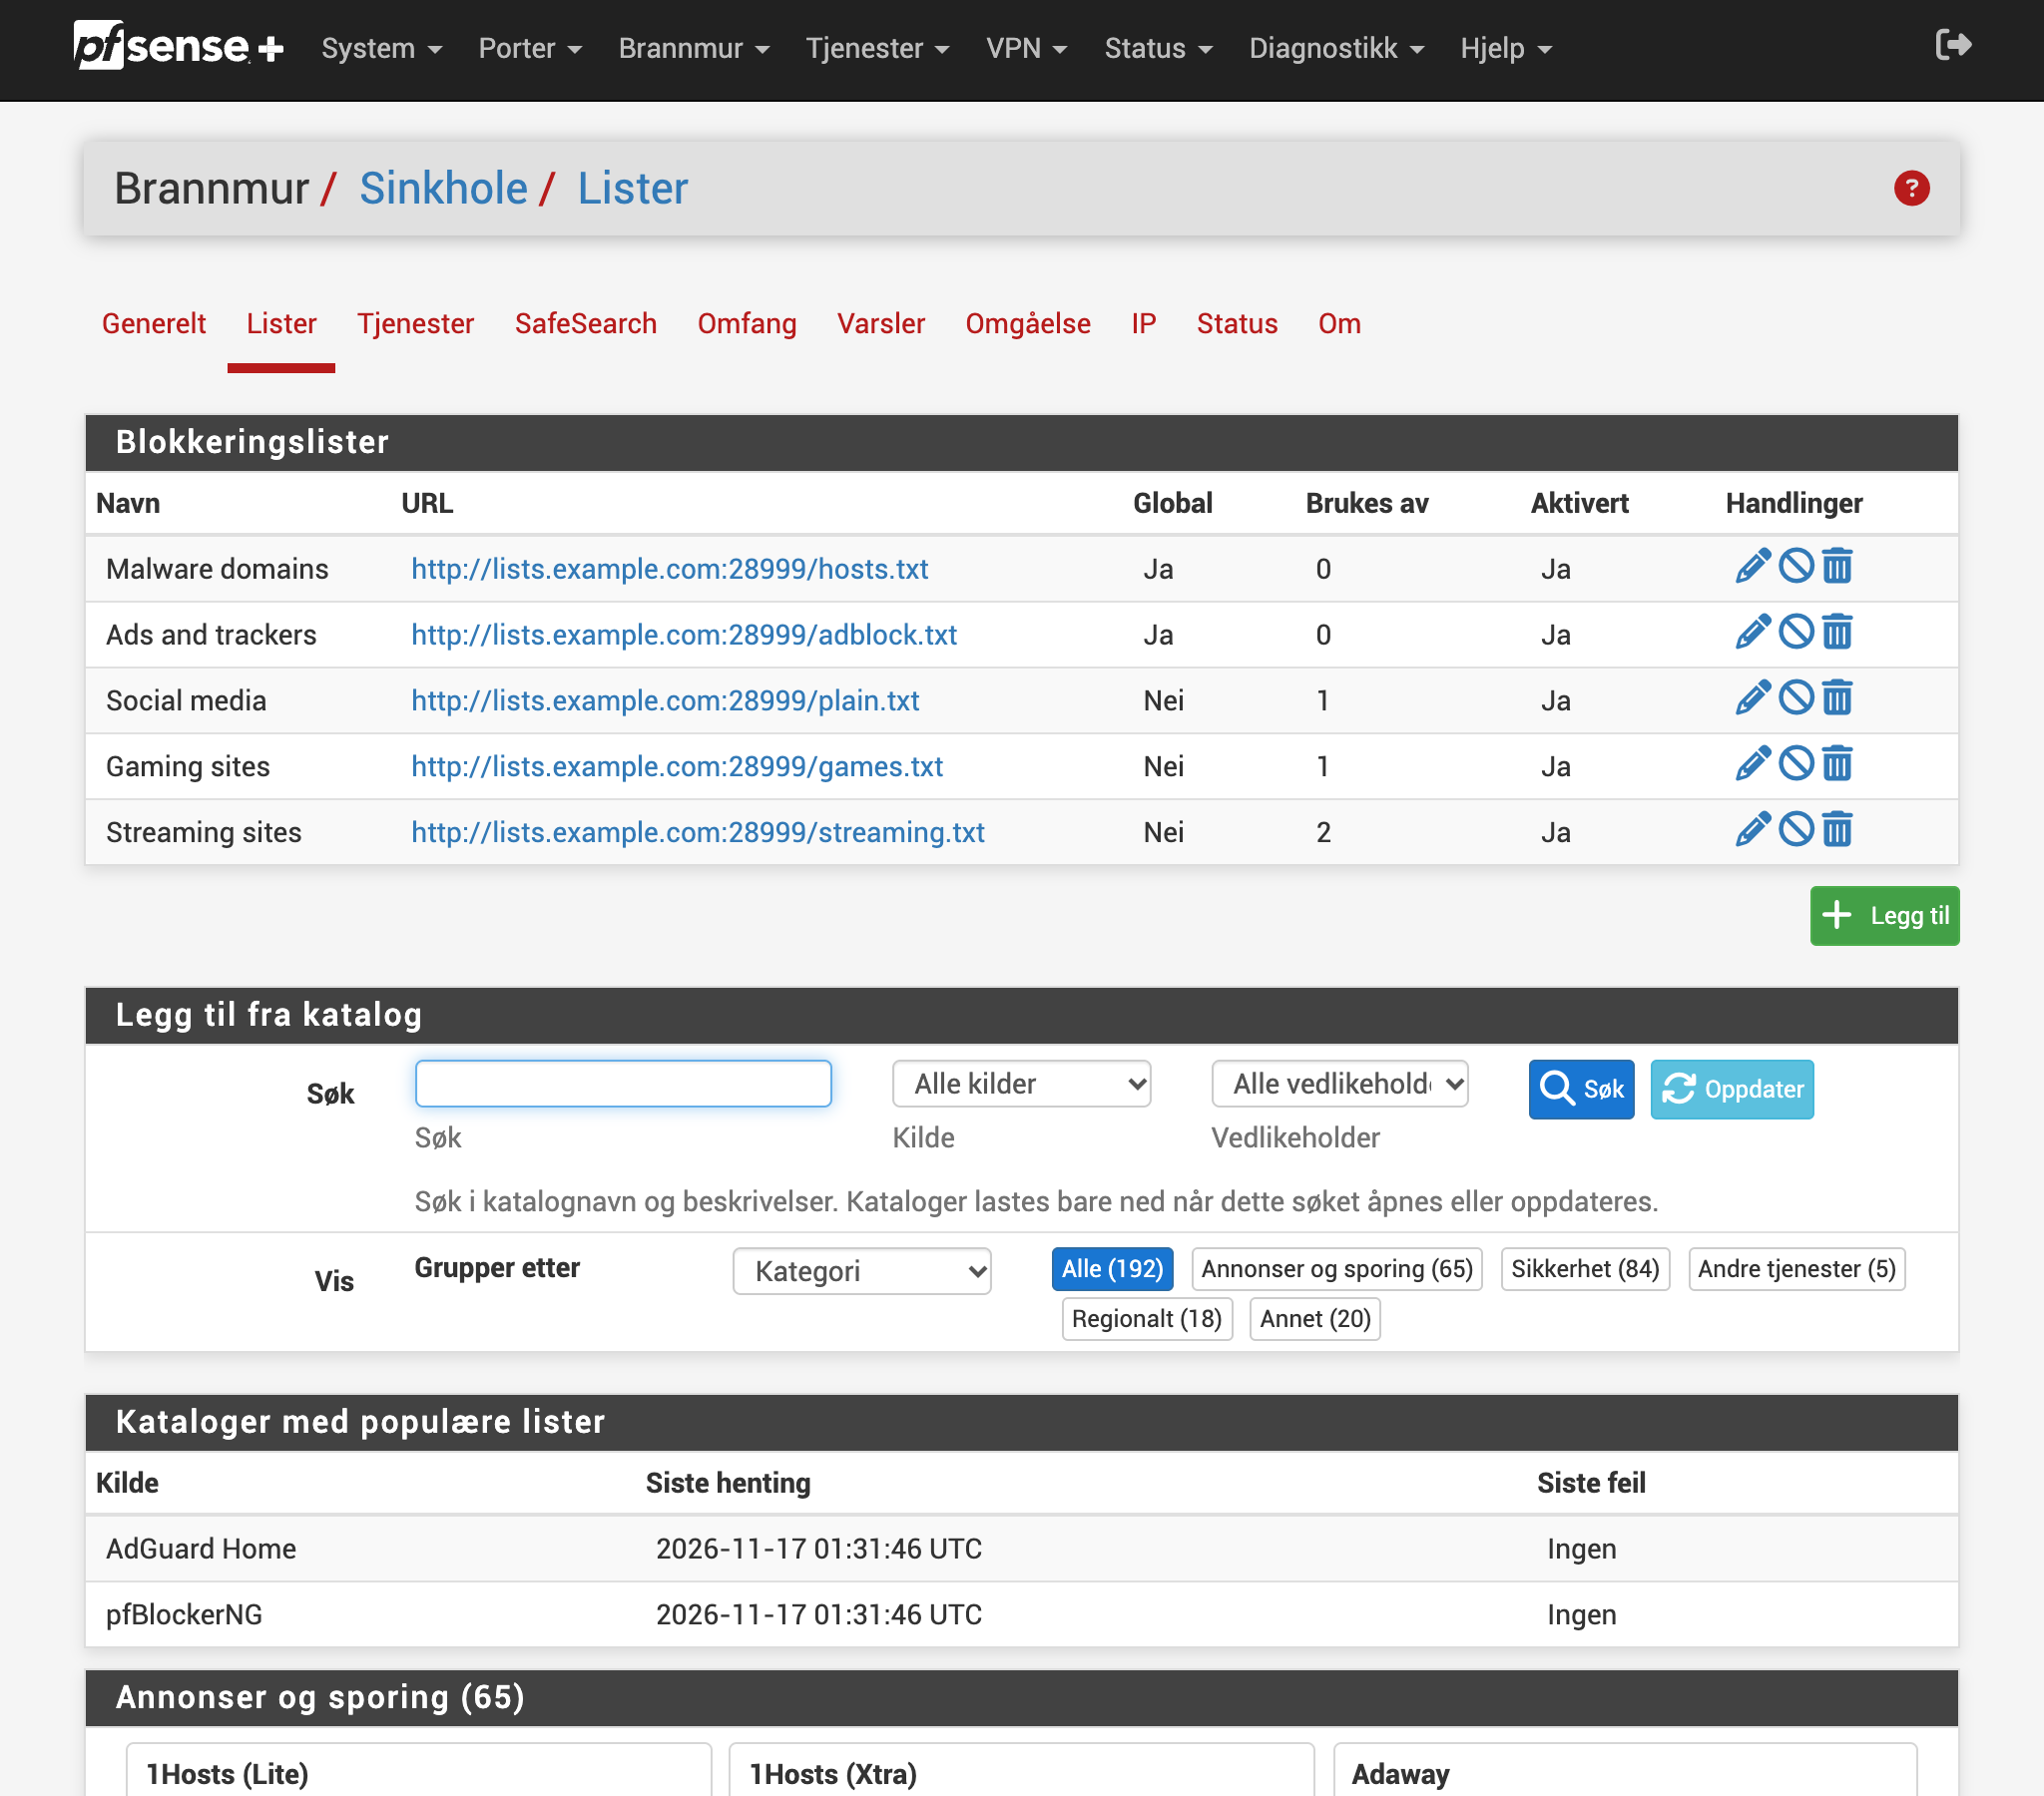 pfsense+ System Porter Brannmur Tjenester VPN Status Diagnostikk Hjelp
Brannmur / Sinkhole / Lister ?
Generelt Lister Tjenester SafeSearch Omfang Varsler Omgåelse IP Status Om
Blokkeringslister
Navn URL Global Brukes av Aktivert Handlinger
Malware domains http://lists.example.com:28999/hosts.txt Ja 0 Ja
Ads and trackers http://lists.example.com:28999/adblock.txt Ja 0 Ja
Social media http://lists.example.com:28999/plain.txt Nei 1 Ja
Gaming sites http://lists.example.com:28999/games.txt Nei 1 Ja
Streaming sites http://lists.example.com:28999/streaming.txt Nei 2 Ja
Legg til
Legg til fra katalog
Søk Alle kilder Alle vedlikehold Søk Oppdater
Søk Kilde Vedlikeholder
Søk i katalognavn og beskrivelser. Kataloger lastes bare ned når dette søket åpnes eller oppdateres.
Vis Grupper etter Kategori Alle (192) Annonser og sporing (65) Sikkerhet (84) Andre tjenester (5)
Regionalt (18) Annet (20)
Kataloger med populære lister
Kilde Siste henting Siste feil
AdGuard Home 2026-11-17 01:31:46 UTC Ingen
pfBlockerNG 2026-11-17 01:31:46 UTC Ingen
Annonser og sporing (65)
1Hosts (Lite) 1Hosts (Xtra) Adaway